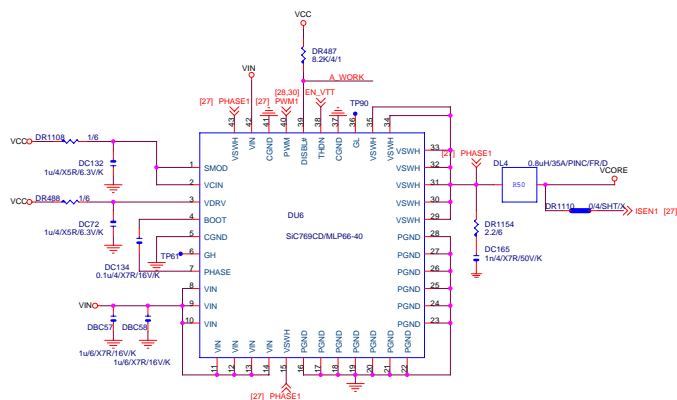 VCC
DR487
8.2K/4/1
A_WORK
VIN
[28,30] EN_VTT
[27] PHASE1
[27] PWM1
TP90
43
42
41
40
39
38
37
36
35
34
VSWH
VIN
CGND
PWM
DISBL#
THDN
CGND
GL
VSWH
VSWH
VCC
DR1108
1/6
DC132
1u/4/X5R/6.3V/K
VCC
DR488
1/6
DC72
1u/4/X5R/6.3V/K
DC134
0.1u/4/X7R/16V/K
TP61
VIN
DBC57
DBC58
1u/6/X7R/16V/K
1u/6/X7R/16V/K
1 SMOD
2 VCIN
3 VDRV
4 BOOT
5 CGND
6 GH
7 PHASE
8 VIN
9 VIN
10 VIN
DU6
SiC769CD/MLP66-40
VSWH 33
VSWH 32
VSWH 31
VSWH 30
VSWH 29
PGND 28
PGND 27
PGND 26
PGND 25
PGND 24
PGND 23
VIN
VIN
VIN
VIN
VSWH
PGND
PGND
PGND
PGND
PGND
PGND
PGND
11
12
13
14
15
16
17
18
19
20
21
22
[27] PHASE1
[27] PHASE1
DL4
0.8uH/35A/PINC/FR/D
R50
VCORE
DR1110
0/4/SHT/X
ISEN1 [27]
DR1154
2.2/6
DC165
1n/4/X7R/50V/K